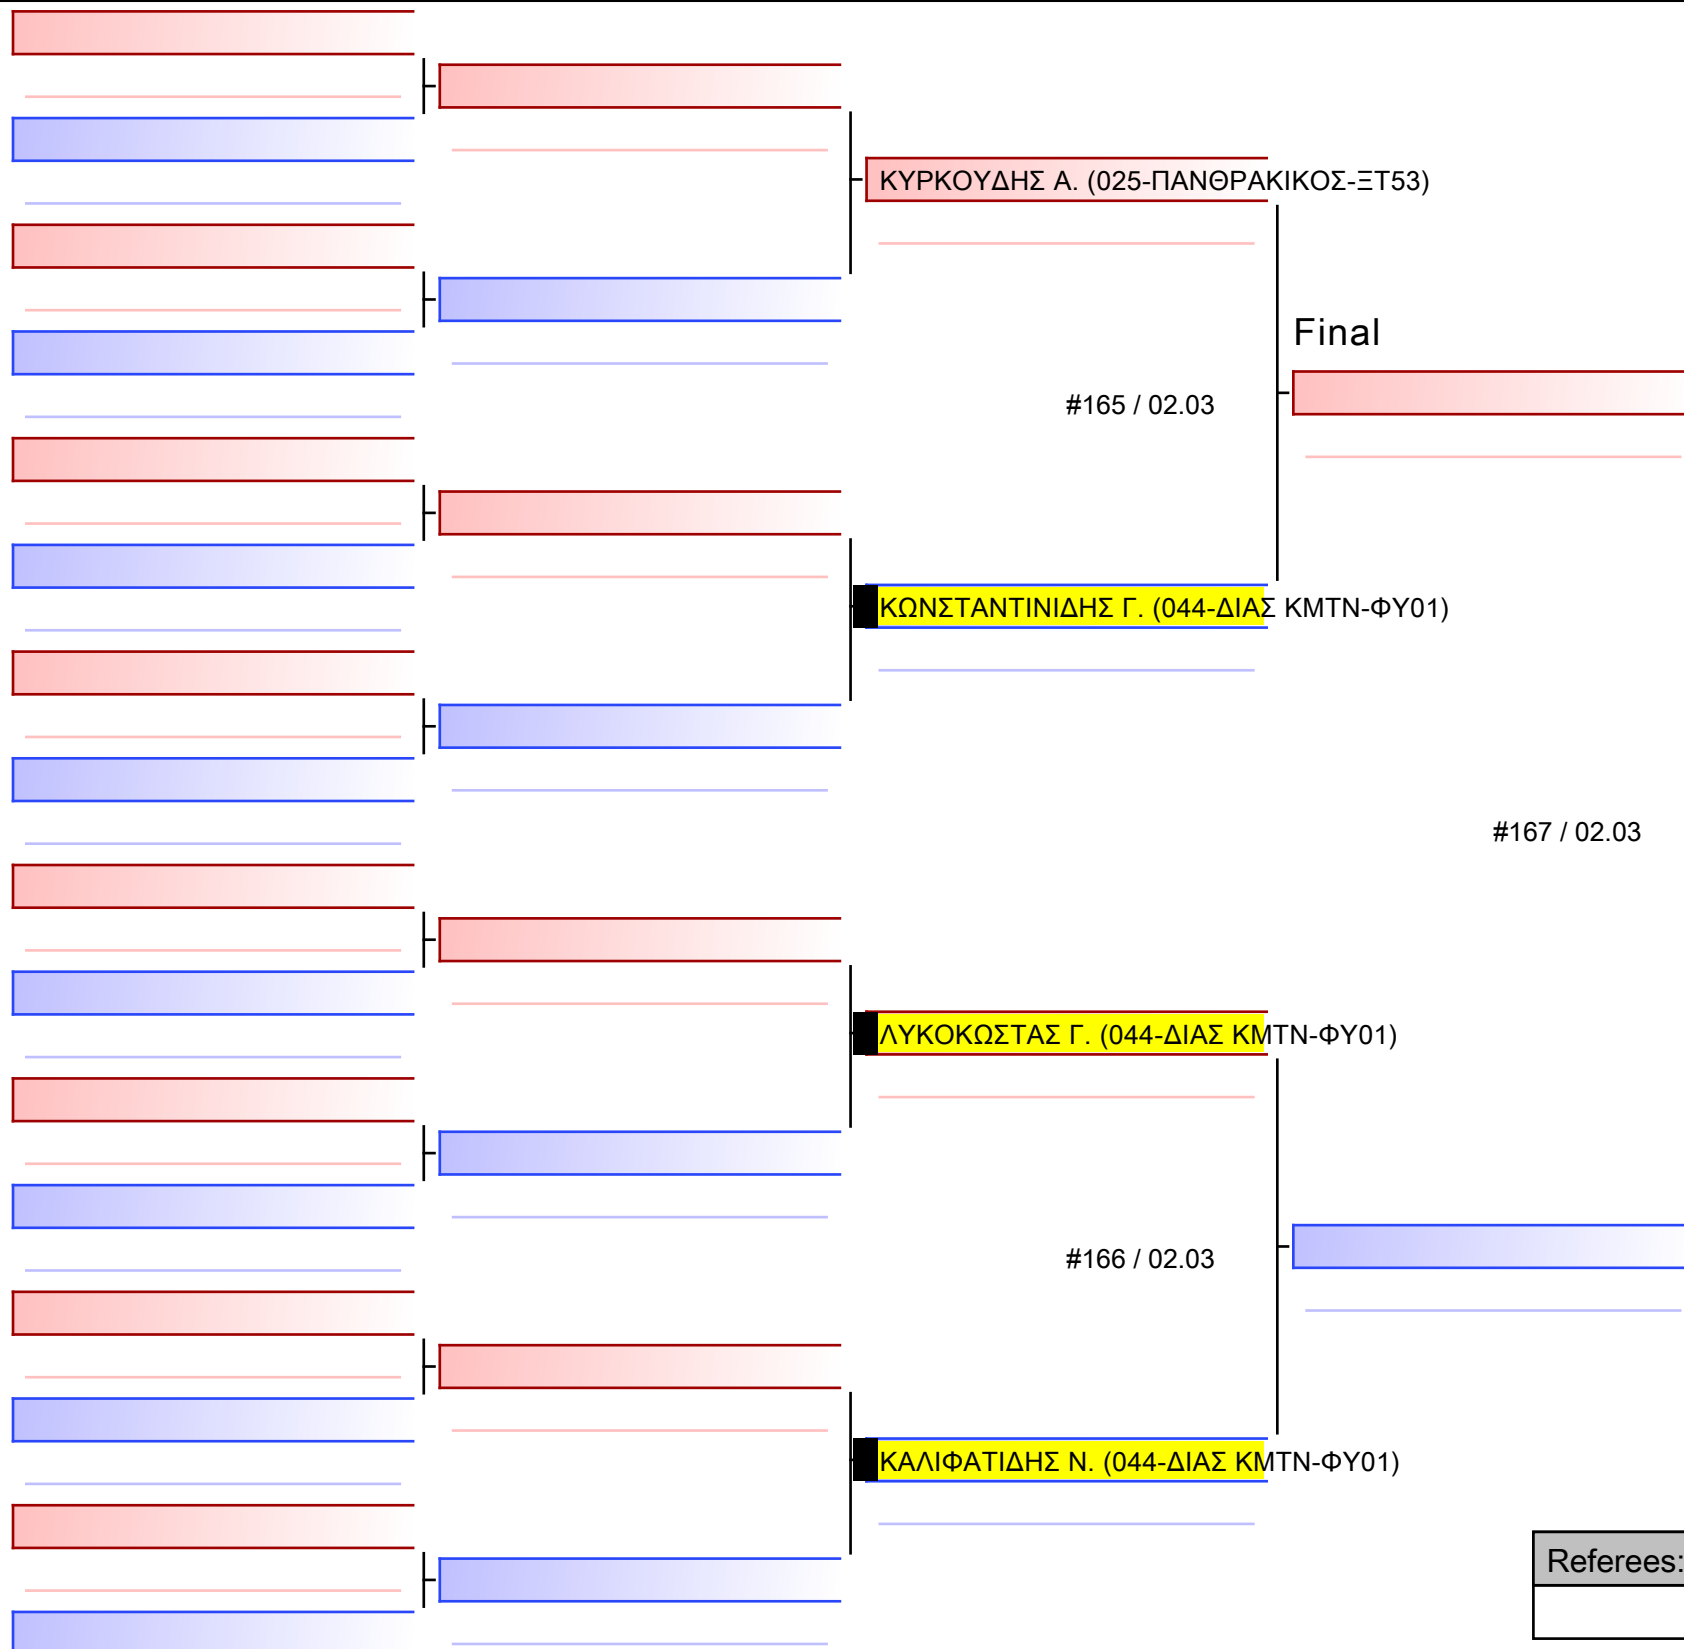 ΚΥΡΚΟΥΔΗΣ Α. (025-ΠΑΝΘΡΑΚΙΚΟΣ-ΞΤ53)
Final
#165 / 02.03
ΚΩΝΣΤΑΝΤΙΝΙΔΗΣ Γ. (044-ΔΙΑΣ ΚΜΤΝ-ΦΥ01)
#167 / 02.03
ΛΥΚΟΚΩΣΤΑΣ Γ. (044-ΔΙΑΣ ΚΜΤΝ-ΦΥ01)
#166 / 02.03
ΚΑΛΙΦΑΤΙΔΗΣ Ν. (044-ΔΙΑΣ ΚΜΤΝ-ΦΥ01)
Referees: